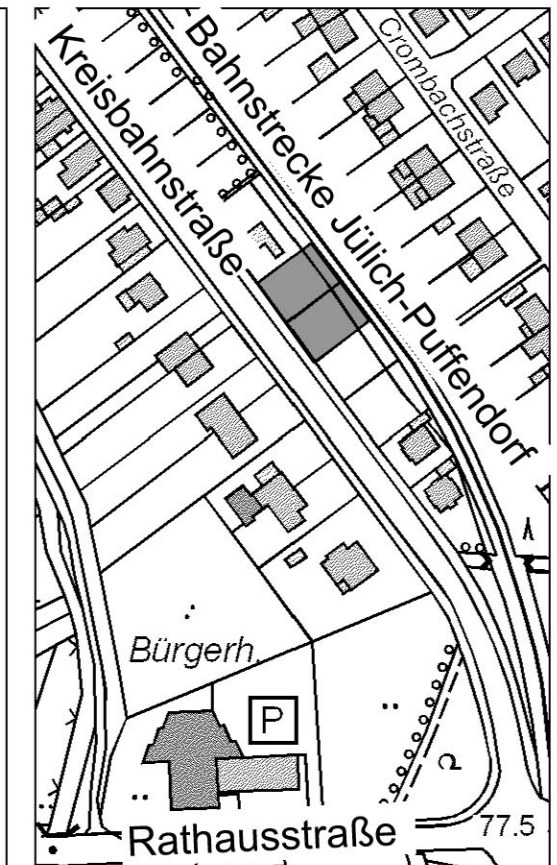 Kreisbahnstraße
Bahnstrecke Jülich-Puffendorf
Crombachstraße
Bürgerh.
P
Rathausstraße
77.5